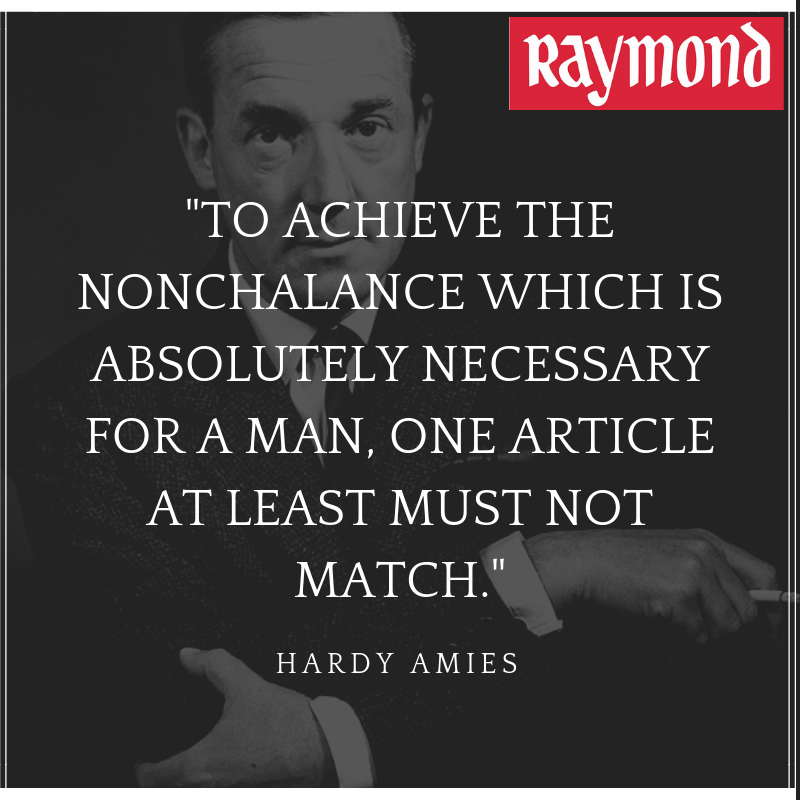 Raymond
"TO ACHIEVE THE
NONCHALANCE WHICH IS
ABSOLUTELY NECESSARY
FOR A MAN, ONE ARTICLE
AT LEAST MUST NOT
MATCH."
HARDY AMIES